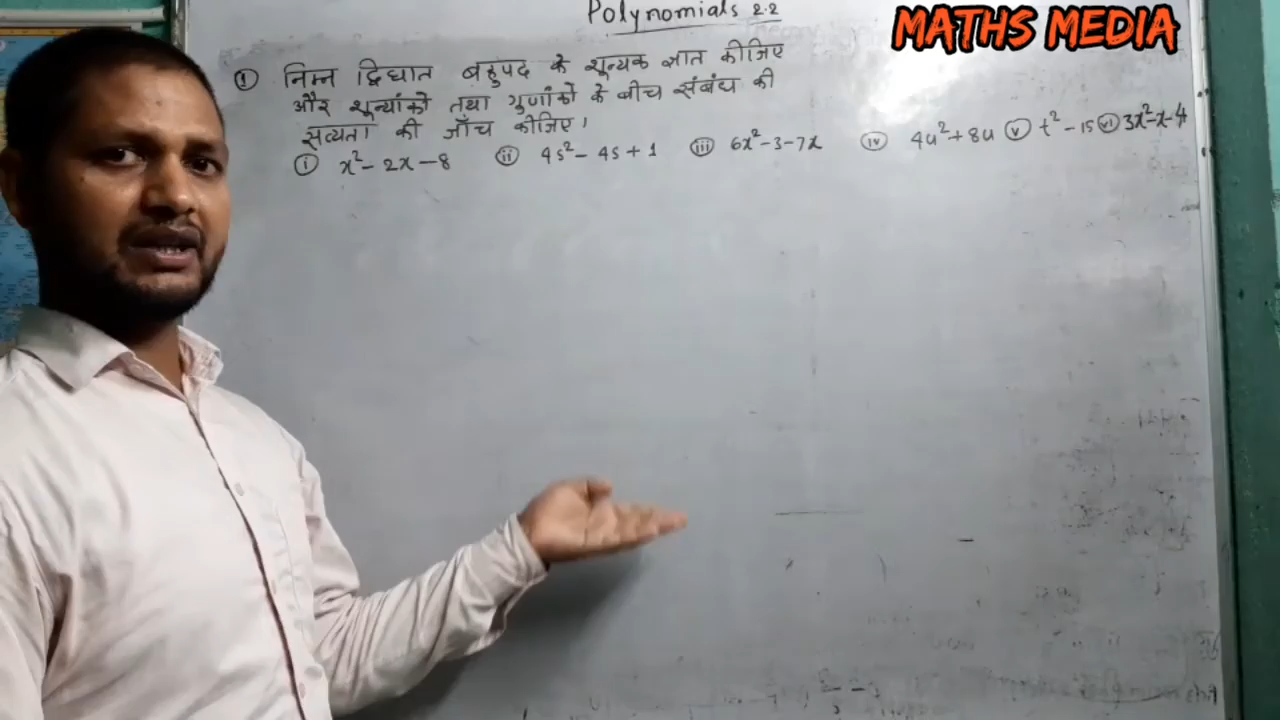 Polynomials 2.2
MATHS MEDIA
① निम्न द्विघात बहुपद के शून्यक ज्ञात कीजिए
और शून्यांको तथा गुणांको के बीच संबंध की
सत्यता की जाँच कीजिए।
ⓘ x² - 2x - 8 ⓘⓘ 4s² - 4s + 1 ⓘⓘⓘ 6x² - 3 - 7x ⓘⓥ 4u² + 8u ⓥ t² - 15 ⓥⓘ 3x² - x - 4